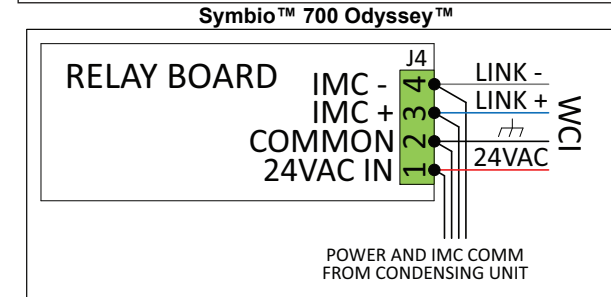 Symbio™ 700 Odyssey™
RELAY BOARD
J4
IMC - 4 LINK -
IMC + 3 LINK +
COMMON 2
24VAC IN 1 24VAC
WCI
POWER AND IMC COMM
FROM CONDENSING UNIT